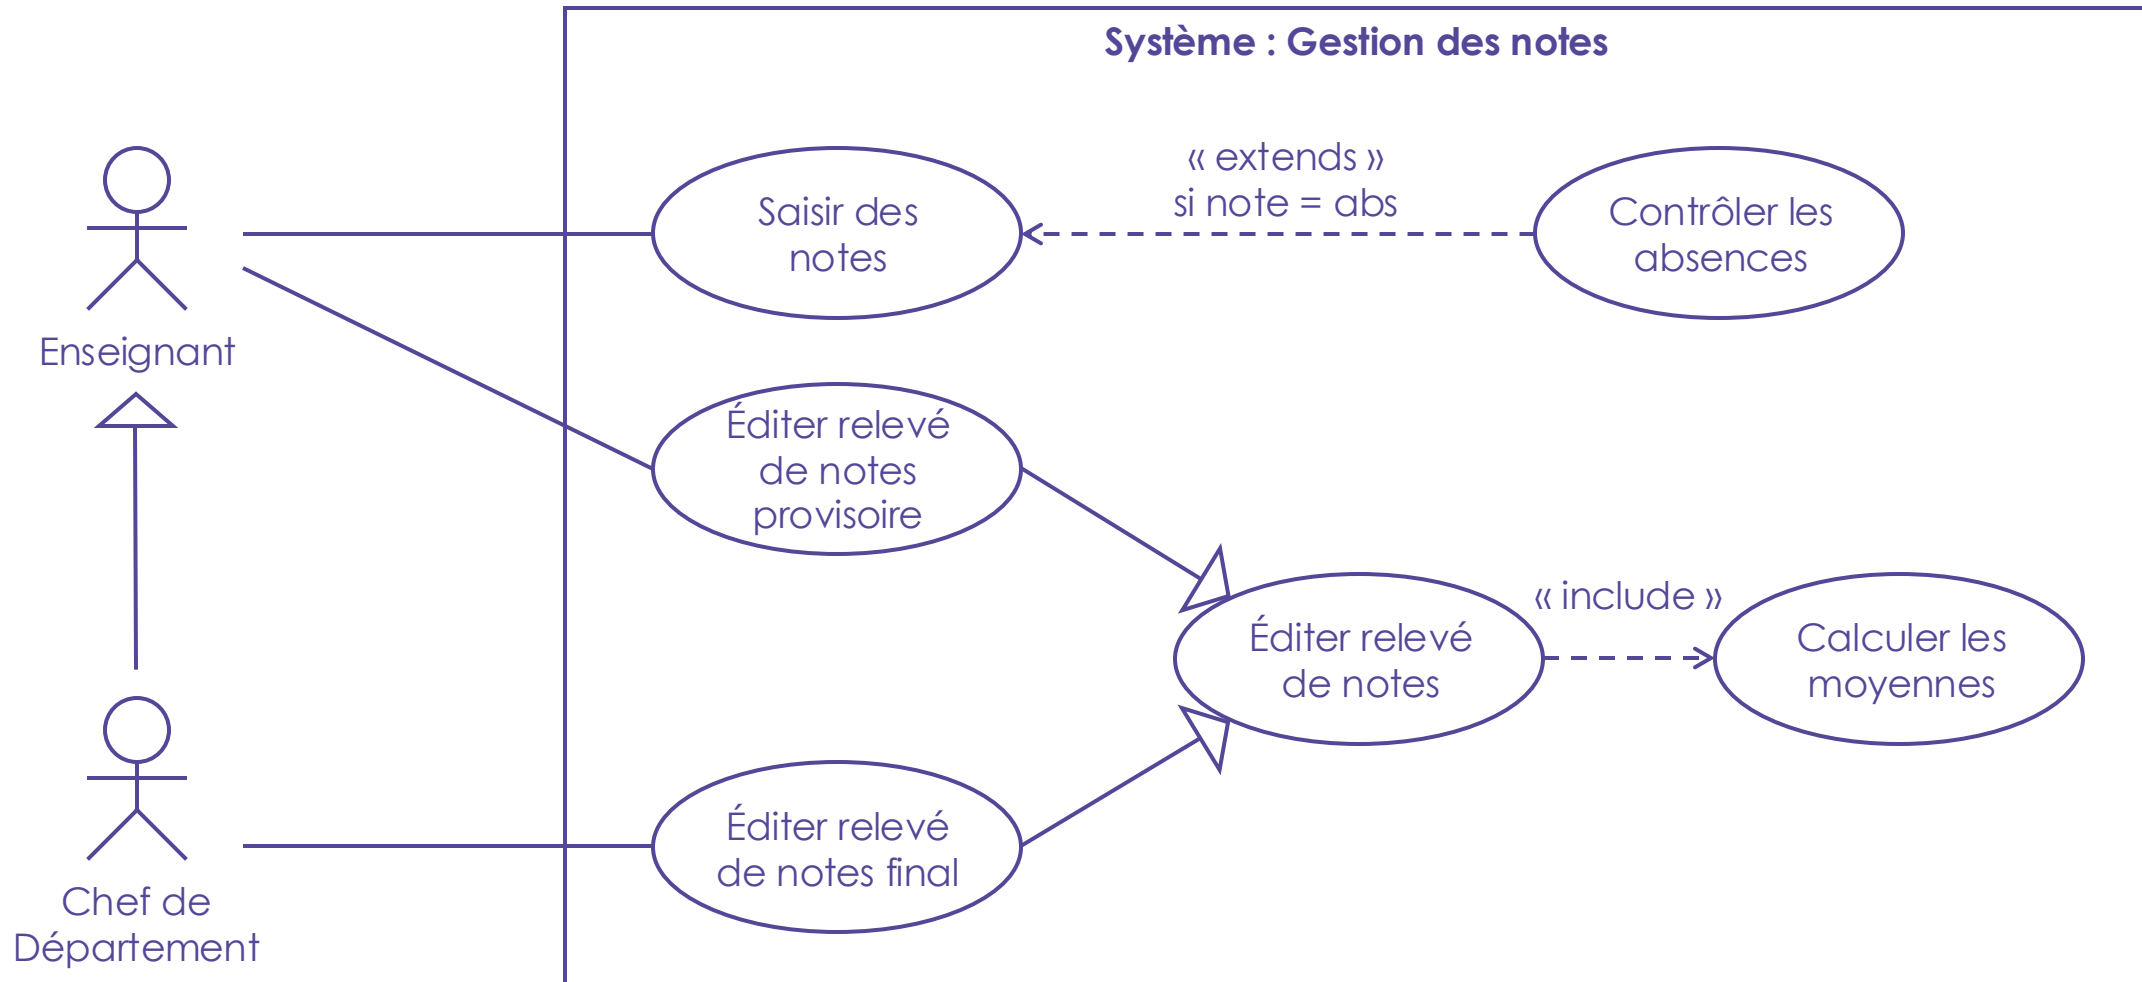 Système : Gestion des notes
« extends »
si note = abs
Saisir des
notes
Contrôler les
absences
Enseignant
Éditer relevé
de notes
provisoire
« include »
Éditer relevé
de notes
Calculer les
moyennes
Éditer relevé
de notes final
Chef de
Département